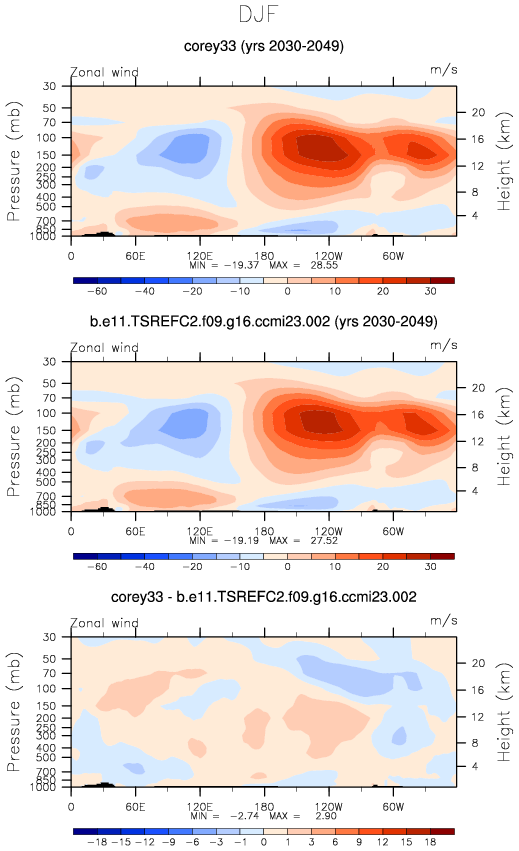 DJF
corey33 (yrs 2030-2049)
Zonal wind m/s
Pressure (mb)
30
50
70
100
150
200
250
300
400
500
700
850
1000
20
16
12
8
4
Height (km)
0 60E 120E 180 120W 60W
MIN = -19.37 MAX = 28.55
-60 -40 -20 -10 0 10 20 30
b.e11.TSREFC2.f09.g16.ccmi23.002 (yrs 2030-2049)
Zonal wind m/s
Pressure (mb)
30
50
70
100
150
200
250
300
400
500
700
850
1000
20
16
12
8
4
Height (km)
0 60E 120E 180 120W 60W
MIN = -19.19 MAX = 27.52
-60 -40 -20 -10 0 10 20 30
corey33 - b.e11.TSREFC2.f09.g16.ccmi23.002
Zonal wind m/s
Pressure (mb)
30
50
70
100
150
200
250
300
400
500
700
850
1000
20
16
12
8
4
Height (km)
0 60E 120E 180 120W 60W
MIN = -2.74 MAX = 2.90
-18 -15 -12 -9 -6 -3 -1 0 1 3 6 9 12 15 18